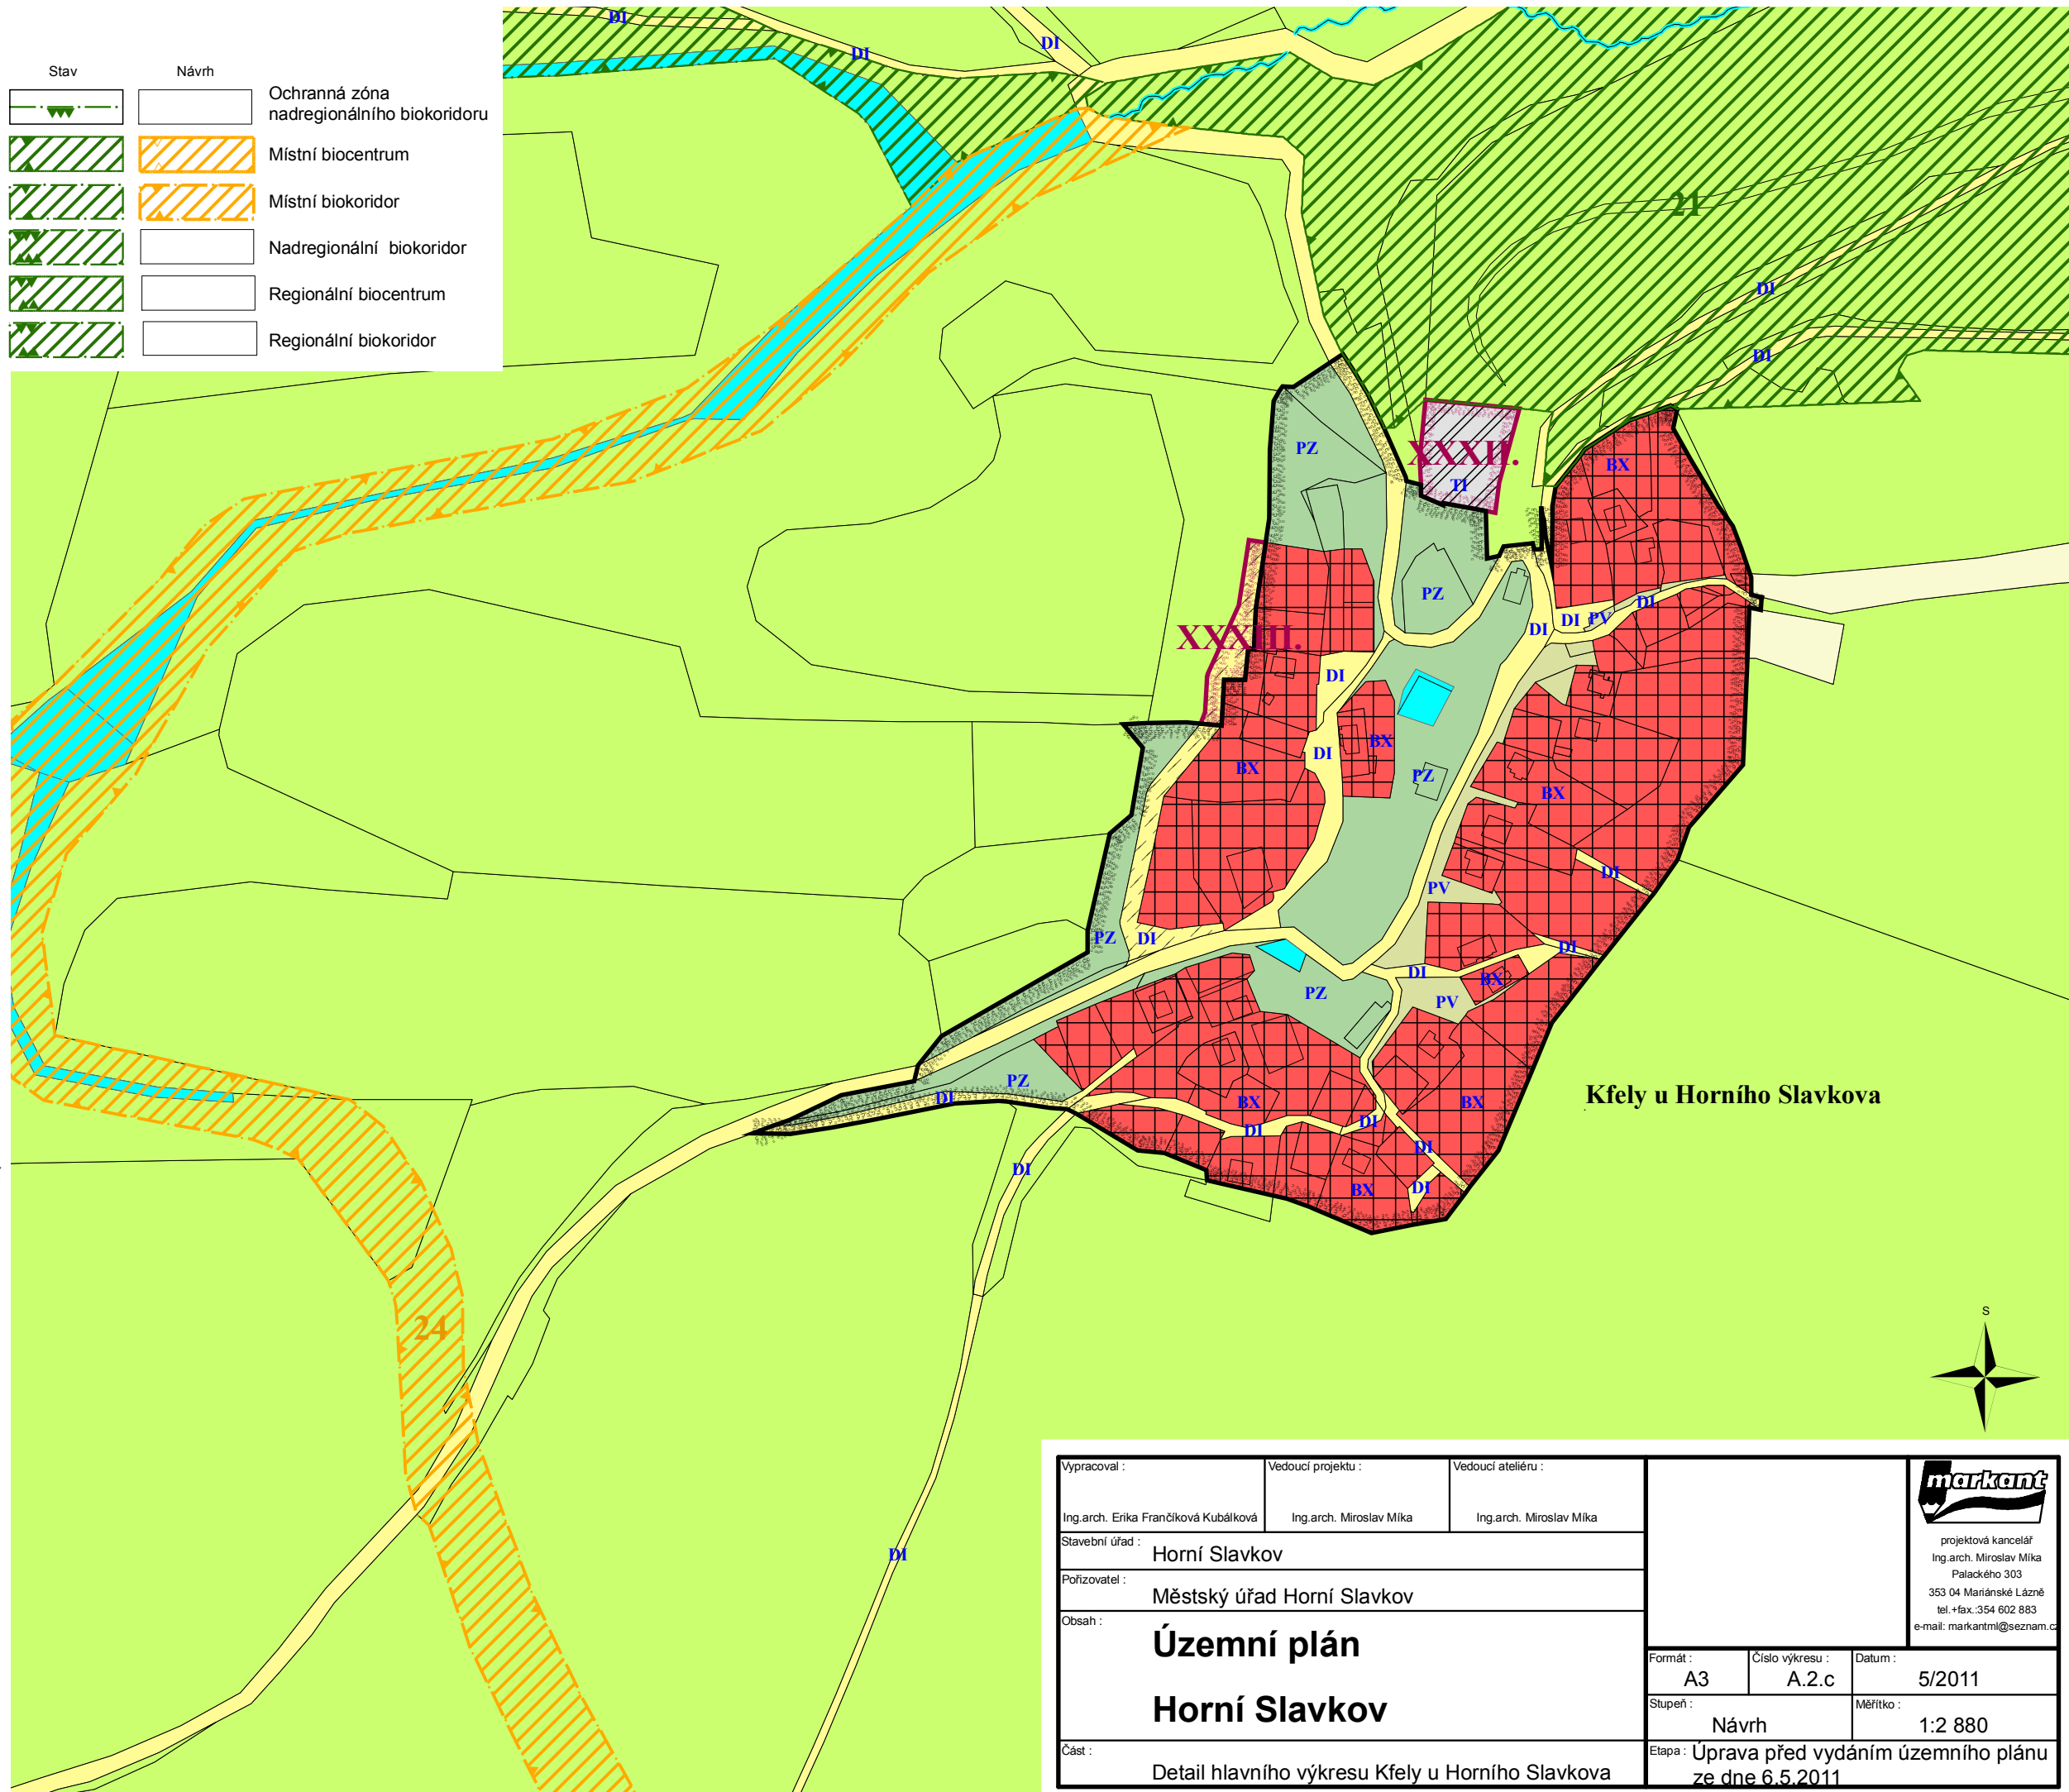 Stav Návrh
Ochranná zóna
nadregionálního biokoridoru
Místní biocentrum
Místní biokoridor
Nadregionální biokoridor
Regionální biocentrum
Regionální biokoridor
DI
DI
DI
21
DI
DI
PZ
XXXII.
TI
BX
PZ
DI
DI
PV
DI
XXXIII.
DI
BX
DI
BX
PZ
BX
DI
PV
PZ
DI
DI
DI
BX
PZ
PV
PZ
DI
BX
DI
DI
BX
DI
DI
BX
DI
Kfely u Horního Slavkova
24
DI
S
Vypracoval :
Ing.arch. Erika Frančíková Kubálková
Vedoucí projektu :
Ing.arch. Miroslav Míka
Vedoucí ateliéru :
Ing.arch. Miroslav Míka
Stavební úřad :
Horní Slavkov
Pořizovatel :
Městský úřad Horní Slavkov
Obsah :
Územní plán
Horní Slavkov
Část :
Detail hlavního výkresu Kfely u Horního Slavkova
markant
projektová kancelář
Ing.arch. Miroslav Míka
Palackého 303
353 04 Mariánské Lázně
tel.+fax.:354 602 883
e-mail: markantml@seznam.cz
Formát :
A3
Číslo výkresu :
A.2.c
Datum :
5/2011
Stupeň :
Návrh
Měřítko :
1:2 880
Etapa : Úprava před vydáním územního plánu
ze dne 6.5.2011